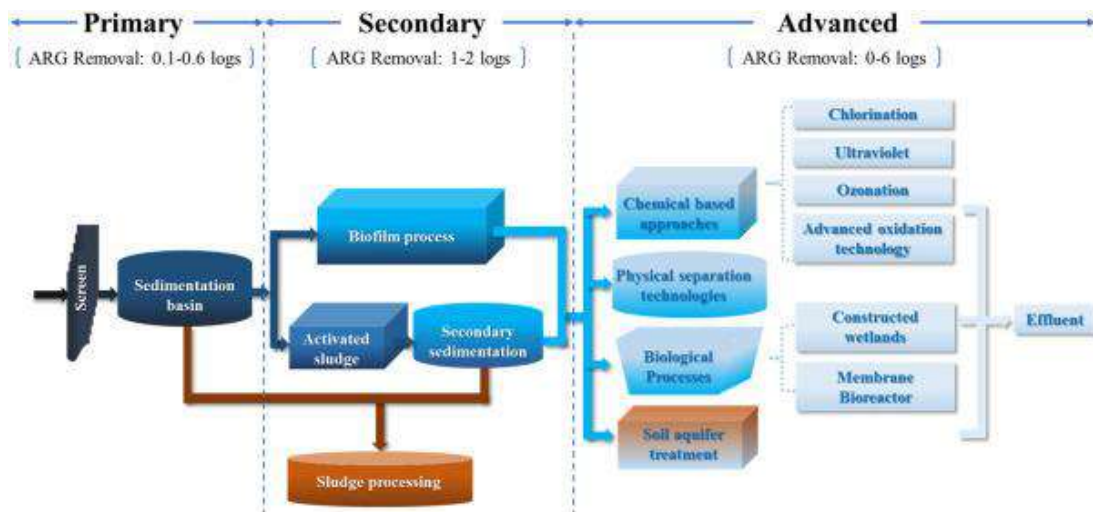 Primary
Secondary
Advanced
[ ARG Removal: 0.1-0.6 logs ]
[ ARG Removal: 1-2 logs ]
[ ARG Removal: 0-6 logs ]
Screen
Sedimentation
basin
Biofilm process
Activated
sludge
Secondary
sedimentation
Sludge processing
Chemical based
approaches
Physical separation
technologies
Biological
Processes
Soil aquifer
treatment
Chlorination
Ultraviolet
Ozonation
Advanced oxidation
technology
Constructed
wetlands
Membrane
Bioreactor
Effluent